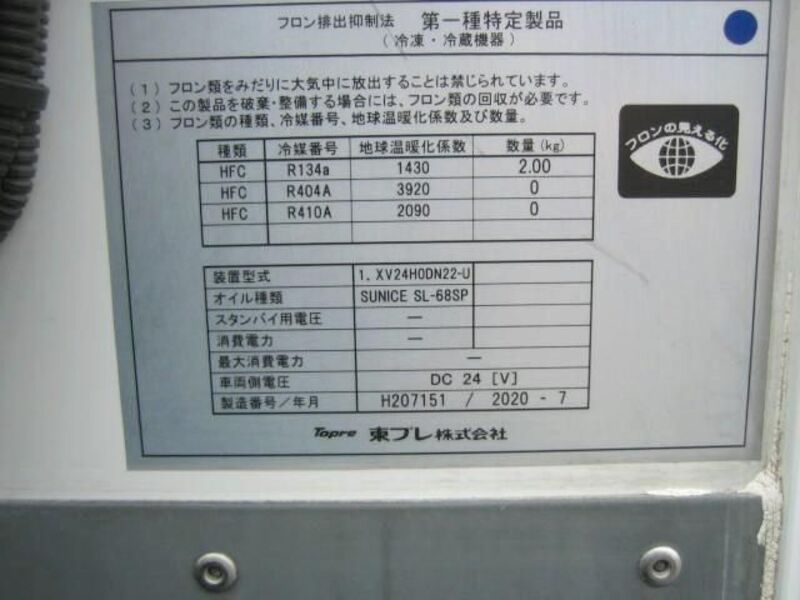 フロン排出抑制法 第一種特定製品
（冷凍・冷蔵機器）
(1) フロン類をみだりに大気中に放出することは禁じられています。
(2) この製品を破棄・整備する場合には、フロン類の回収が必要です。
(3) フロン類の種類、冷媒番号、地球温暖化係数及び数量。
フロンの見える化
種類 冷媒番号 地球温暖化係数 数量(kg)
HFC R134a 1430 2.00
HFC R404A 3920 0
HFC R410A 2090 0
装置型式 1. XV24HODN22-U
オイル種類 SUNICE SL-68SP
スタンバイ用電圧 ―
消費電力 ―
最大消費電力 ―
車両側電圧 DC 24 [V]
製造番号／年月 H207151 / 2020 - 7
Topre 東プレ株式会社